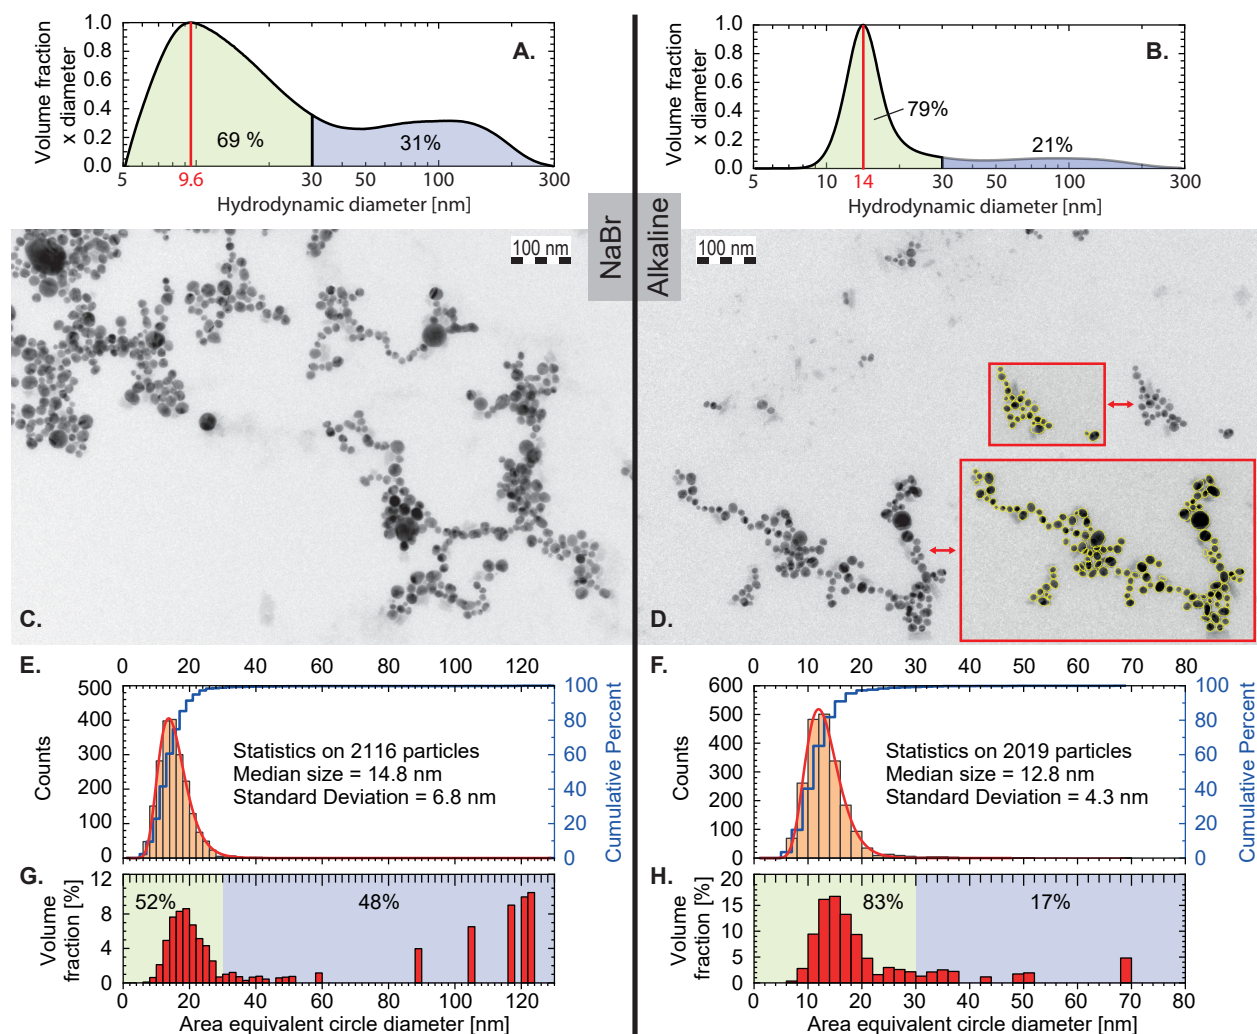 A.
Volume fraction
x diameter
1.0
0.8
0.6
0.4
0.2
0.0
69 %
31%
5
9.6
30
50
100
300
Hydrodynamic diameter [nm]
B.
Volume fraction
x diameter
1.0
0.8
0.6
0.4
0.2
0.0
79%
21%
5
10
14
30
50
100
300
Hydrodynamic diameter [nm]
NaBr
Alkaline
100 nm
C.
100 nm
D.
E.
0 20 40 60 80 100 120
Counts
500
400
300
200
100
0
Statistics on 2116 particles
Median size = 14.8 nm
Standard Deviation = 6.8 nm
100
80
60
40
20
0
Cumulative Percent
F.
0 10 20 30 40 50 60 70 80
Counts
600
500
400
300
200
100
0
Statistics on 2019 particles
Median size = 12.8 nm
Standard Deviation = 4.3 nm
100
80
60
40
20
0
Cumulative Percent
G.
Volume
fraction [%]
12
8
4
0
52%
48%
0 20 40 60 80 100 120
Area equivalent circle diameter [nm]
H.
Volume
fraction [%]
20
15
10
5
0
83%
17%
0 10 20 30 40 50 60 70 80
Area equivalent circle diameter [nm]